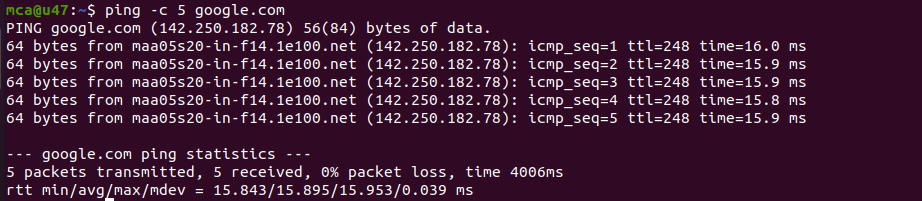 mca@u47:~$ ping -c 5 google.com
PING google.com (142.250.182.78) 56(84) bytes of data.
64 bytes from maa05s20-in-f14.1e100.net (142.250.182.78): icmp_seq=1 ttl=248 time=16.0 ms
64 bytes from maa05s20-in-f14.1e100.net (142.250.182.78): icmp_seq=2 ttl=248 time=15.9 ms
64 bytes from maa05s20-in-f14.1e100.net (142.250.182.78): icmp_seq=3 ttl=248 time=15.9 ms
64 bytes from maa05s20-in-f14.1e100.net (142.250.182.78): icmp_seq=4 ttl=248 time=15.8 ms
64 bytes from maa05s20-in-f14.1e100.net (142.250.182.78): icmp_seq=5 ttl=248 time=15.9 ms
--- google.com ping statistics ---
5 packets transmitted, 5 received, 0% packet loss, time 4006ms
rtt min/avg/max/mdev = 15.843/15.895/15.953/0.039 ms